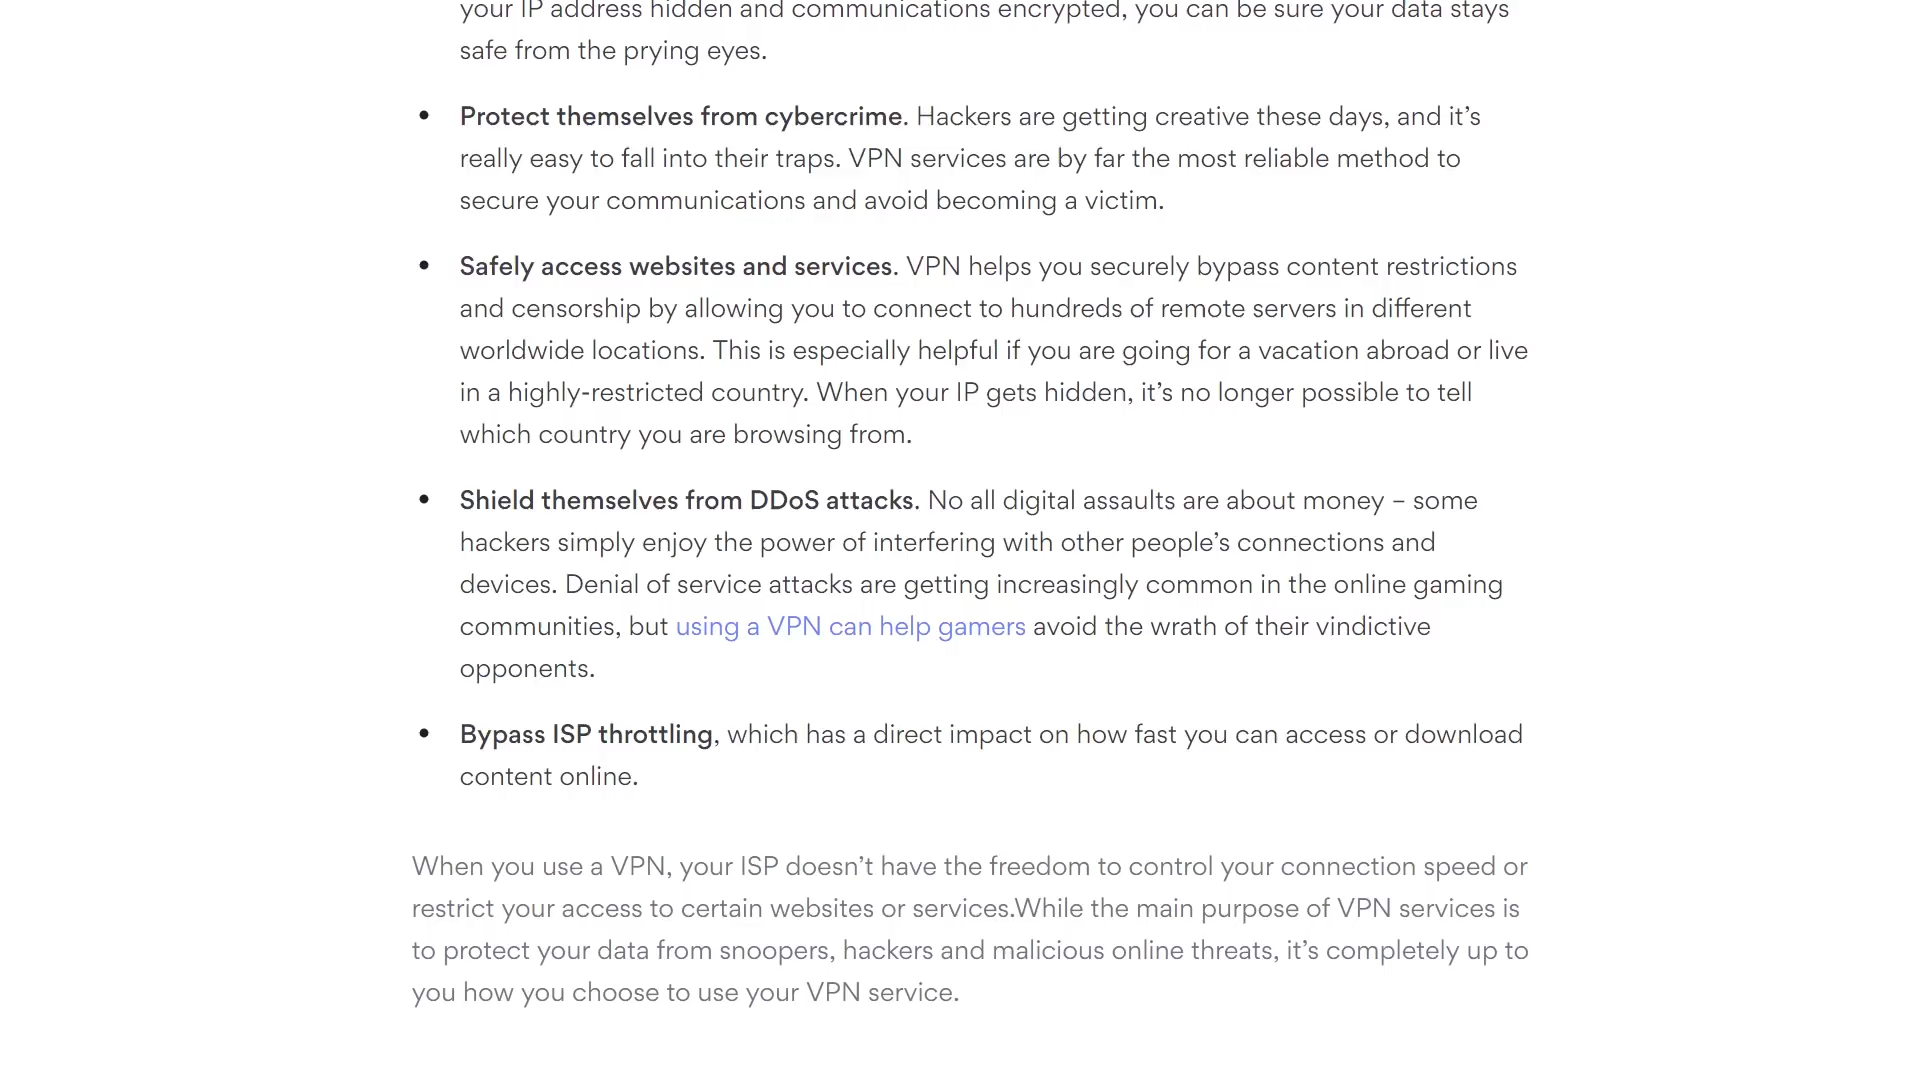 your IP address hidden and communications encrypted, you can be sure your data stays
safe from the prying eyes.
• Protect themselves from cybercrime. Hackers are getting creative these days, and it’s
really easy to fall into their traps. VPN services are by far the most reliable method to
secure your communications and avoid becoming a victim.
• Safely access websites and services. VPN helps you securely bypass content restrictions
and censorship by allowing you to connect to hundreds of remote servers in different
worldwide locations. This is especially helpful if you are going for a vacation abroad or live
in a highly-restricted country. When your IP gets hidden, it’s no longer possible to tell
which country you are browsing from.
• Shield themselves from DDoS attacks. No all digital assaults are about money – some
hackers simply enjoy the power of interfering with other people’s connections and
devices. Denial of service attacks are getting increasingly common in the online gaming
communities, but using a VPN can help gamers avoid the wrath of their vindictive
opponents.
• Bypass ISP throttling, which has a direct impact on how fast you can access or download
content online.
When you use a VPN, your ISP doesn’t have the freedom to control your connection speed or
restrict your access to certain websites or services.While the main purpose of VPN services is
to protect your data from snoopers, hackers and malicious online threats, it’s completely up to
you how you choose to use your VPN service.